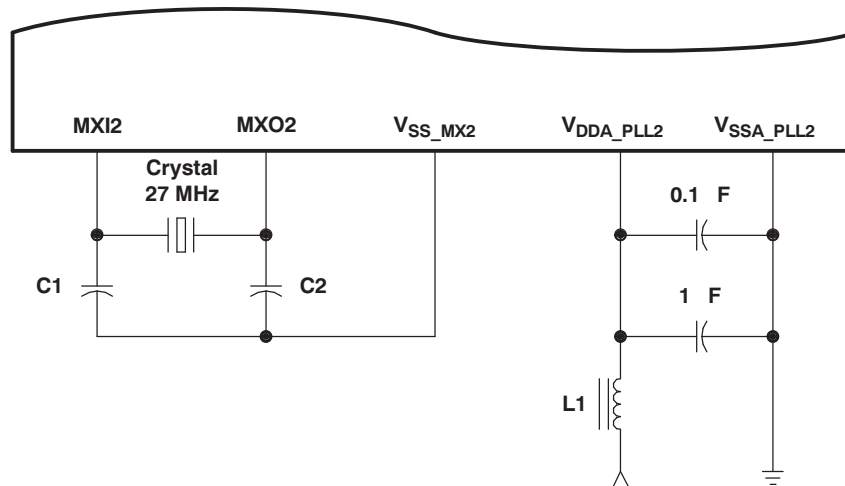 MXI2 MXO2 VSS_MX2 VDDA_PLL2 VSSA_PLL2
Crystal
27 MHz
0.1 F
C1 C2
1 F
L1